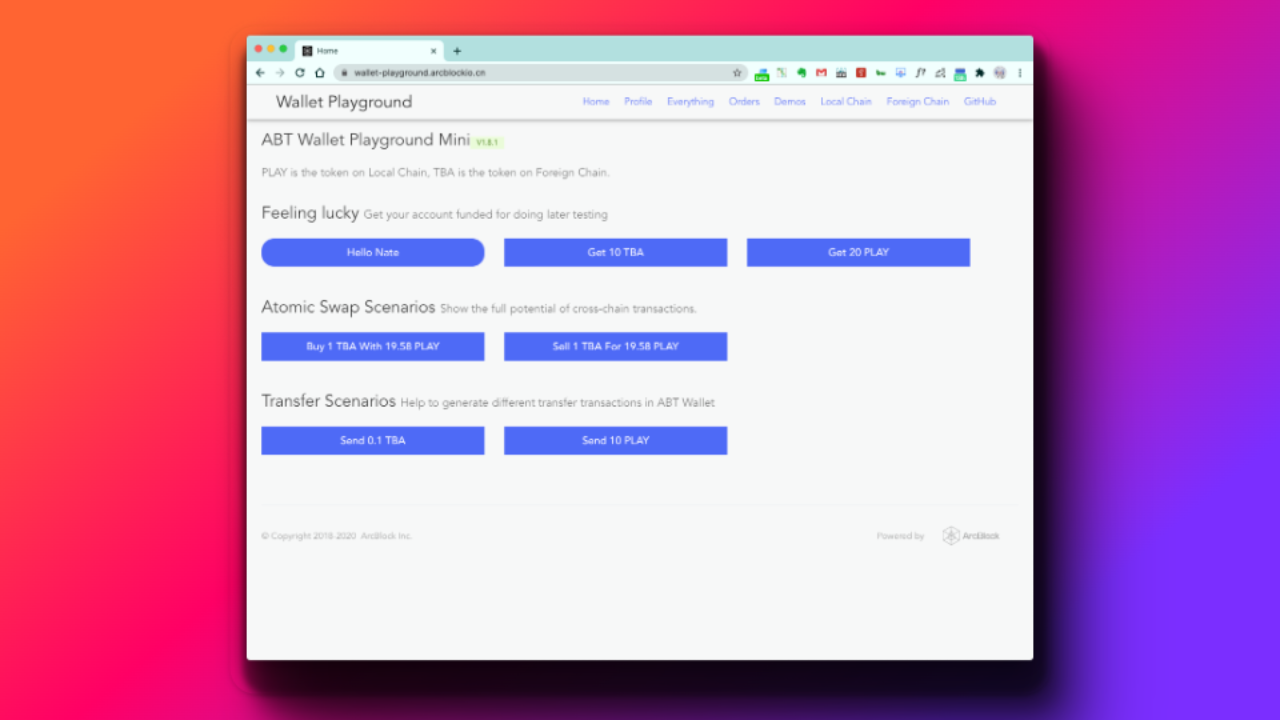 Home
wallet-playground.arcblockio.cn
Wallet Playground
Home Profile Everything Orders Demos Local Chain Foreign Chain GitHub
ABT Wallet Playground Mini V1.8.1
PLAY is the token on Local Chain, TBA is the token on Foreign Chain.
Feeling lucky Get your account funded for doing later testing
Hello Nate Get 10 TBA Get 20 PLAY
Atomic Swap Scenarios Show the full potential of cross-chain transactions.
Buy 1 TBA With 19.58 PLAY Sell 1 TBA For 19.58 PLAY
Transfer Scenarios Help to generate different transfer transactions in ABT Wallet
Send 0.1 TBA Send 10 PLAY
© Copyright 2018-2020 ArcBlock Inc. Powered by ArcBlock